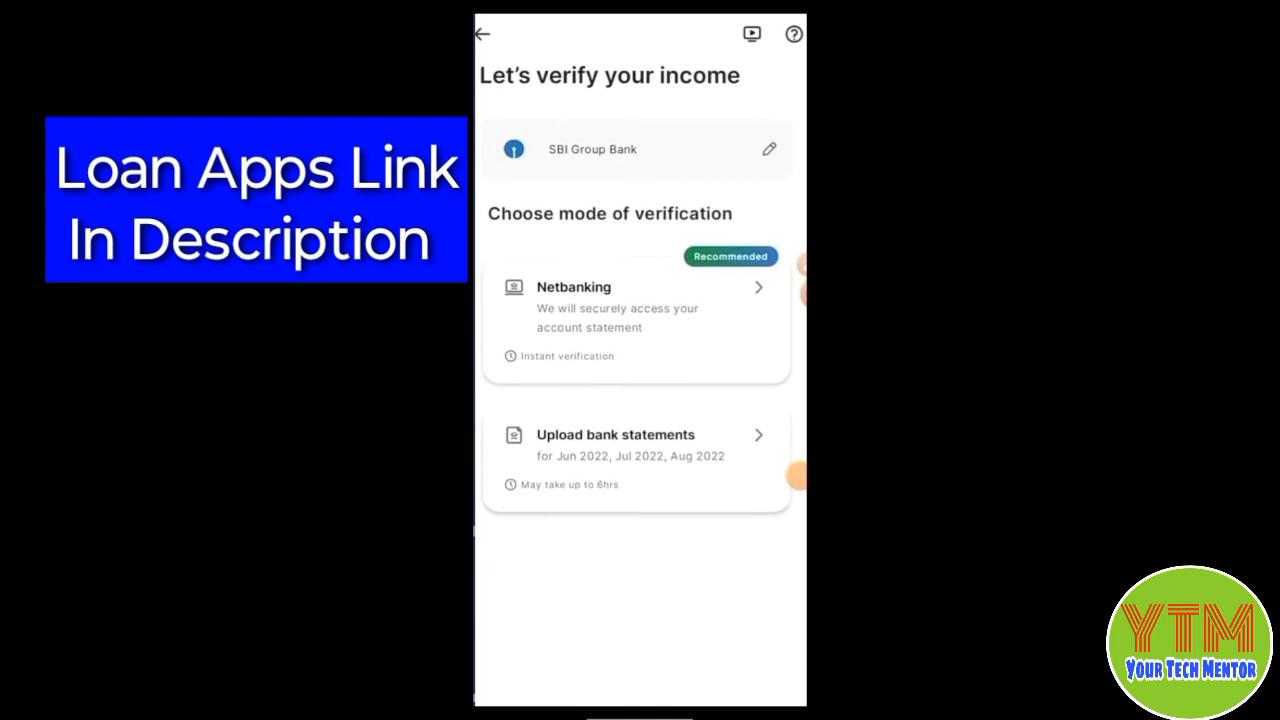 Loan Apps Link
In Description
Let's verify your income
SBI Group Bank
Choose mode of verification
Recommended
Netbanking
We will securely access your
account statement
Instant verification
Upload bank statements
for Jun 2022, Jul 2022, Aug 2022
May take up to 6hrs
YTM
Your Tech Mentor